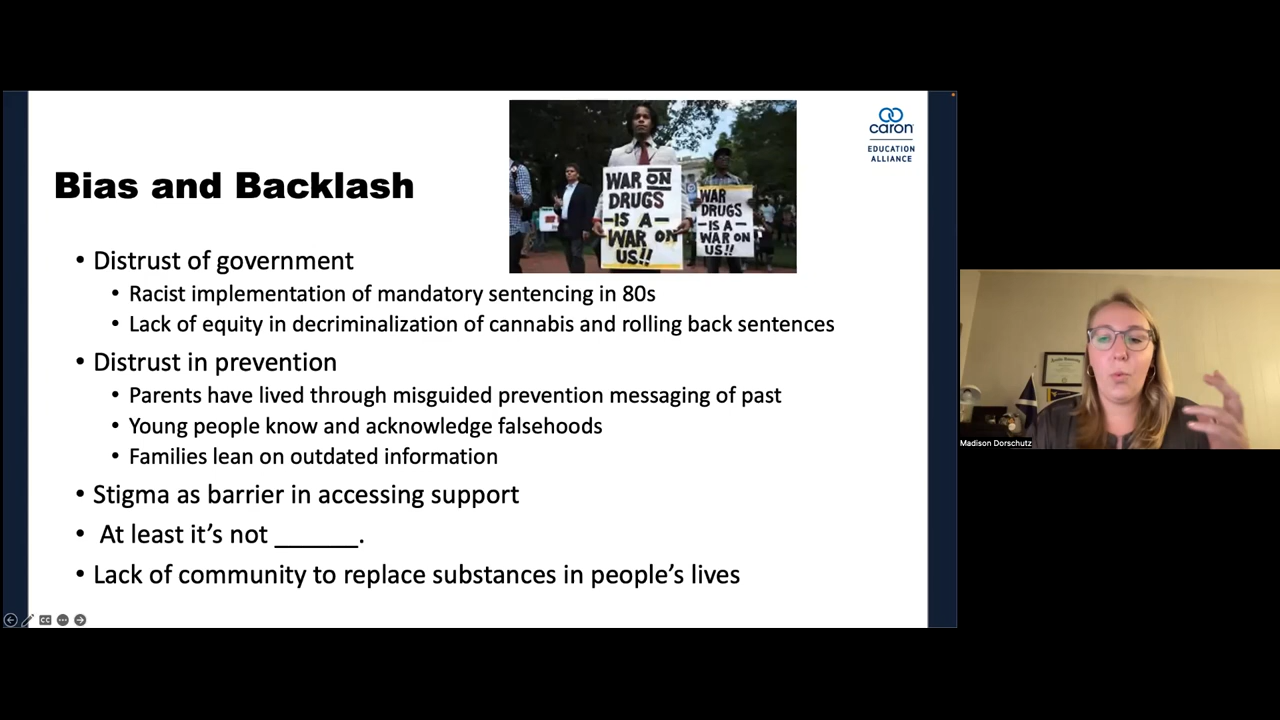 caron
EDUCATION
ALLIANCE
Bias and Backlash
WAR ON
DRUGS
-IS A-
WAR ON
US!!
WAR
DRUGS
-IS A-
WAR ON
US!!
• Distrust of government
• Racist implementation of mandatory sentencing in 80s
• Lack of equity in decriminalization of cannabis and rolling back sentences
• Distrust in prevention
• Parents have lived through misguided prevention messaging of past
• Young people know and acknowledge falsehoods
• Families lean on outdated information
• Stigma as barrier in accessing support
• At least it’s not ______.
• Lack of community to replace substances in people’s lives
CC
Madison Dorschutz